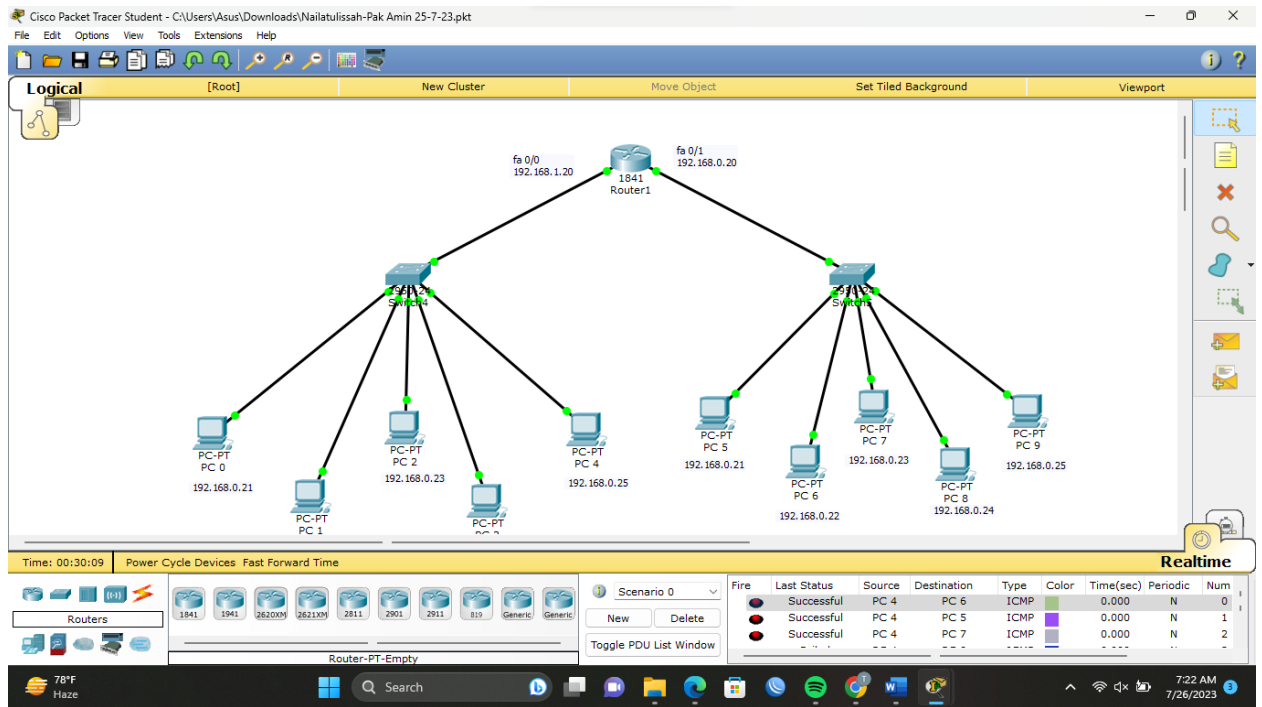 Cisco Packet Tracer Student - C:\Users\Asus\Downloads\Nailatulissah-Pak Amin 25-7-23.pkt
File Edit Options View Tools Extensions Help
Logical [Root] New Cluster Move Object Set Tiled Background Viewport
fa 0/0
192.168.1.20
fa 0/1
192.168.0.20
1841
Router1
2950-24
Switch4
2950-24
Switch5
PC-PT
PC 0
192.168.0.21
PC-PT
PC 1
PC-PT
PC 2
192.168.0.23
PC-PT
PC-PT
PC 4
192.168.0.25
PC-PT
PC 5
192.168.0.21
PC-PT
PC 6
192.168.0.22
PC-PT
PC 7
192.168.0.23
PC-PT
PC 8
192.168.0.24
PC-PT
PC 9
192.168.0.25
Time: 00:30:09 Power Cycle Devices Fast Forward Time Realtime
Routers
1841 1941 2620XM 2621XM 2811 2901 2911 819 Generic Generic
Router-PT-Empty
Scenario 0
New Delete
Toggle PDU List Window
Fire Last Status Source Destination Type Color Time(sec) Periodic Num
Successful PC 4 PC 6 ICMP 0.000 N 0
Successful PC 4 PC 5 ICMP 0.000 N 1
Successful PC 4 PC 7 ICMP 0.000 N 2
78°F
Haze
Search
7:22 AM
7/26/2023
3